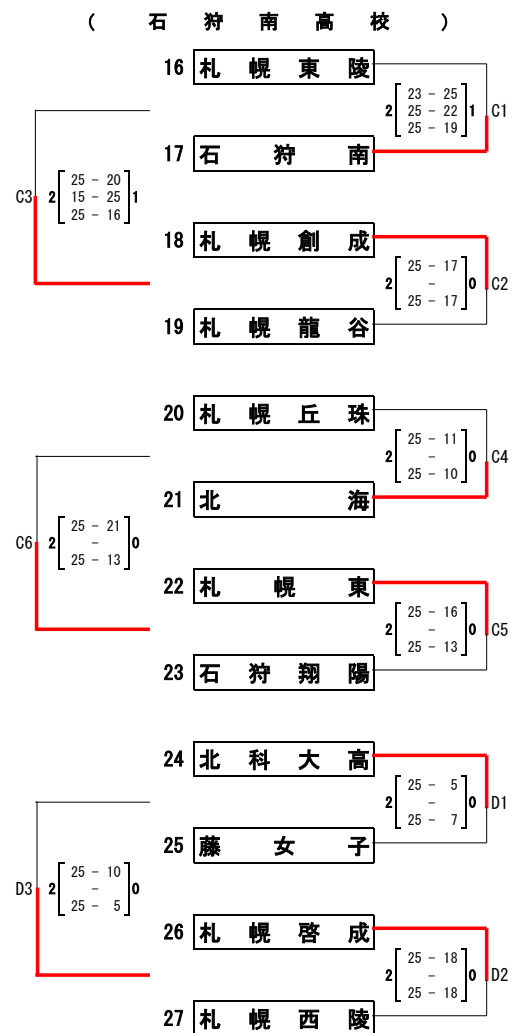 ( 石 狩 南 高 校 )
16 札 幌 東 陵
23 - 25
2 25 - 22 1 C1
25 - 19
17 石 狩 南
25 - 20
C3 2 15 - 25 1
25 - 16
18 札 幌 創 成
25 - 17
2 - 0 C2
25 - 17
19 札 幌 龍 谷
20 札 幌 丘 珠
25 - 11
2 - 0 C4
25 - 10
21 北 海
25 - 21
C6 2 - 0
25 - 13
22 札 幌 東
25 - 16
2 - 0 C5
25 - 13
23 石 狩 翔 陽
24 北 科 大 高
25 - 5
2 - 0 D1
25 - 7
25 藤 女 子
25 - 10
D3 2 - 0
25 - 5
26 札 幌 啓 成
25 - 18
2 - 0 D2
25 - 18
27 札 幌 西 陵